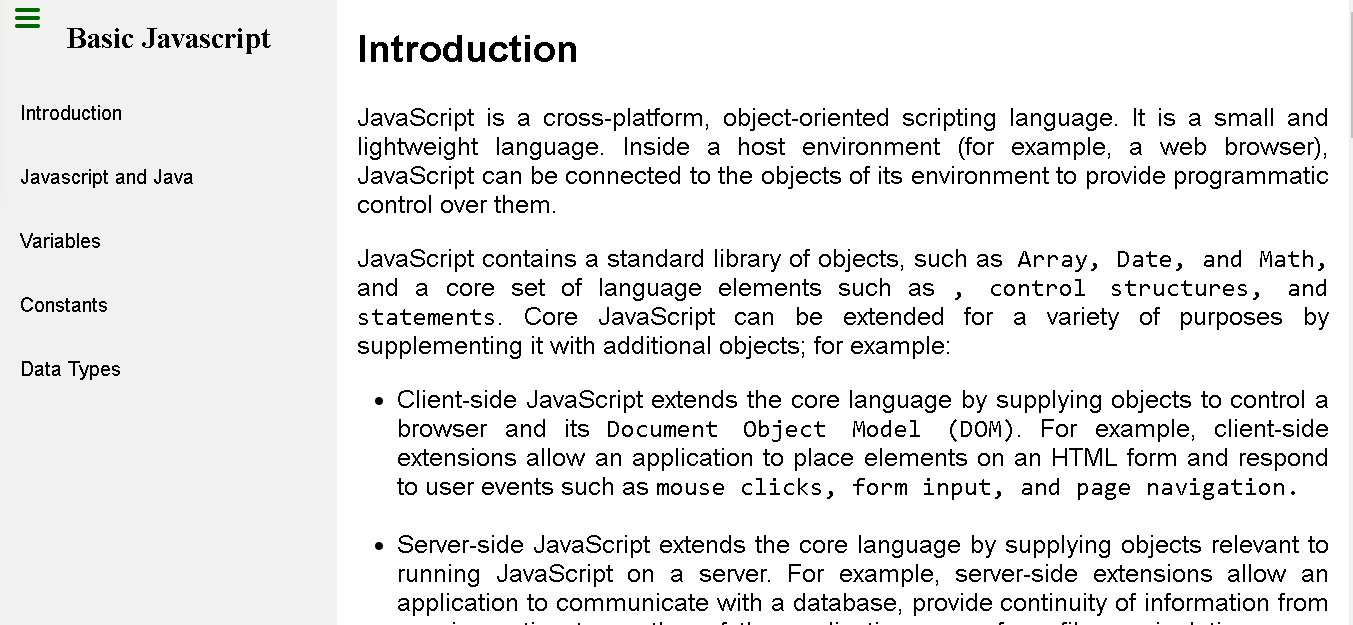 Basic Javascript
Introduction
Javascript and Java
Variables
Constants
Data Types
Introduction
JavaScript is a cross-platform, object-oriented scripting language. It is a small and
lightweight language. Inside a host environment (for example, a web browser),
JavaScript can be connected to the objects of its environment to provide programmatic
control over them.
JavaScript contains a standard library of objects, such as Array, Date, and Math,
and a core set of language elements such as , control structures, and
statements. Core JavaScript can be extended for a variety of purposes by
supplementing it with additional objects; for example:
• Client-side JavaScript extends the core language by supplying objects to control a
browser and its Document Object Model (DOM). For example, client-side
extensions allow an application to place elements on an HTML form and respond
to user events such as mouse clicks, form input, and page navigation.
• Server-side JavaScript extends the core language by supplying objects relevant to
running JavaScript on a server. For example, server-side extensions allow an
application to communicate with a database, provide continuity of information from